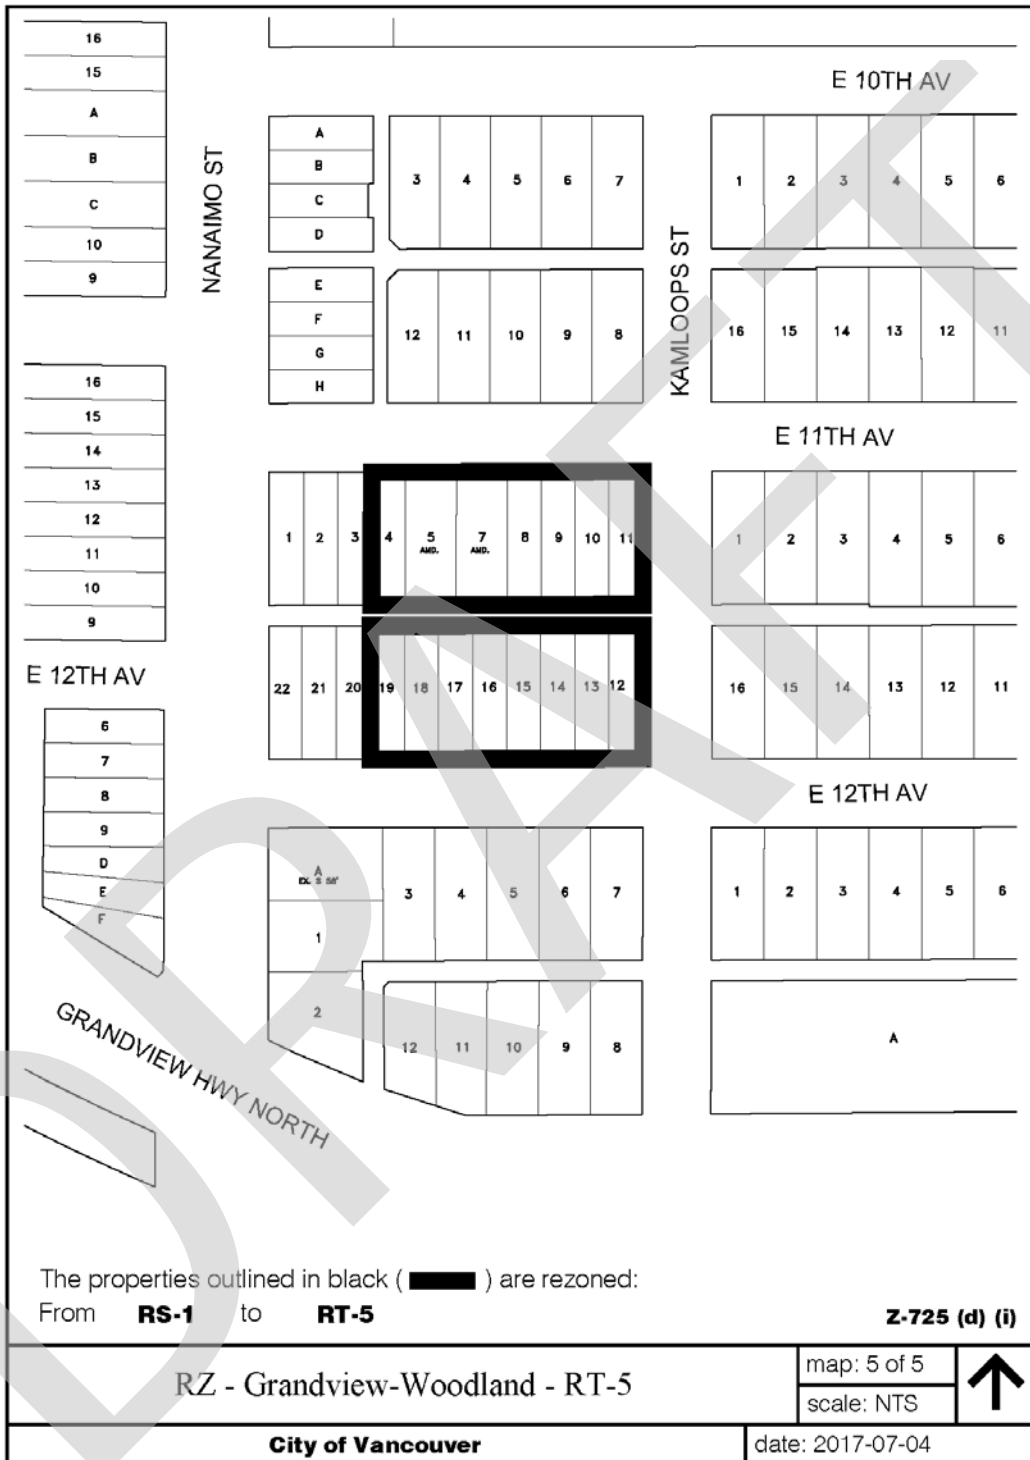 E 10TH AV
NANAIMO ST
KAMLOOPS ST
16
15
A
B
C
10
9
A
B
C
D
3 4 5 6 7
1 2 3 4 5 6
E
F
G
H
12 11 10 9 8
16 15 14 13 12 11
E 11TH AV
16
15
14
13
12
11
10
9
1 2 3 4 5 7 8 9 10 11
AMD. AMD.
1 2 3 4 5 6
22 21 20 19 18 17 16 15 14 13 12
16 15 14 13 12 11
E 12TH AV
E 12TH AV
6
7
8
9
D
E
F
A
EX. S 58'
1
2
3 4 5 6 7
1 2 3 4 5 6
12 11 10 9 8
A
GRANDVIEW HWY NORTH
DRAFT
The properties outlined in black ( ) are rezoned:
From RS-1 to RT-5
Z-725 (d) (i)
RZ - Grandview-Woodland - RT-5
map: 5 of 5
scale: NTS
City of Vancouver
date: 2017-07-04